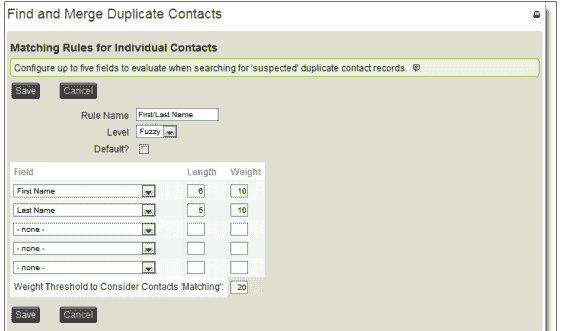 Find and Merge Duplicate Contacts
Matching Rules for Individual Contacts
Configure up to five fields to evaluate when searching for 'suspected' duplicate contact records.
Save Cancel
Rule Name First/Last Name
Level Fuzzy
Default?
Field Length Weight
First Name 6 10
Last Name 5 10
- none -
- none -
- none -
Weight Threshold to Consider Contacts 'Matching': 20
Save Cancel